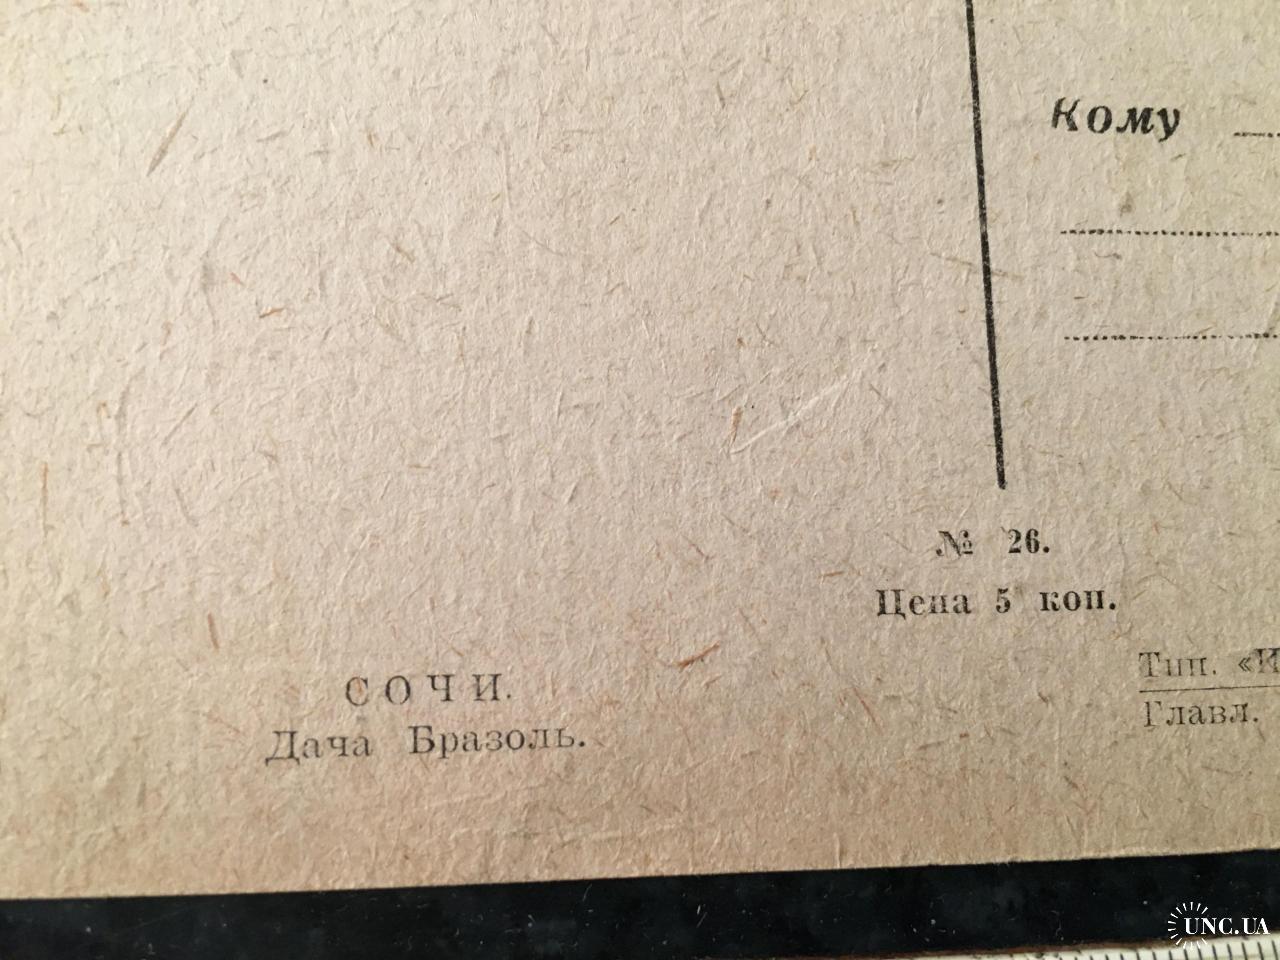 Кому
№ 26.
Цена 5 коп.
Тип. «И
Главл.
СОЧИ.
Дача Бразоль.
UNC.UA